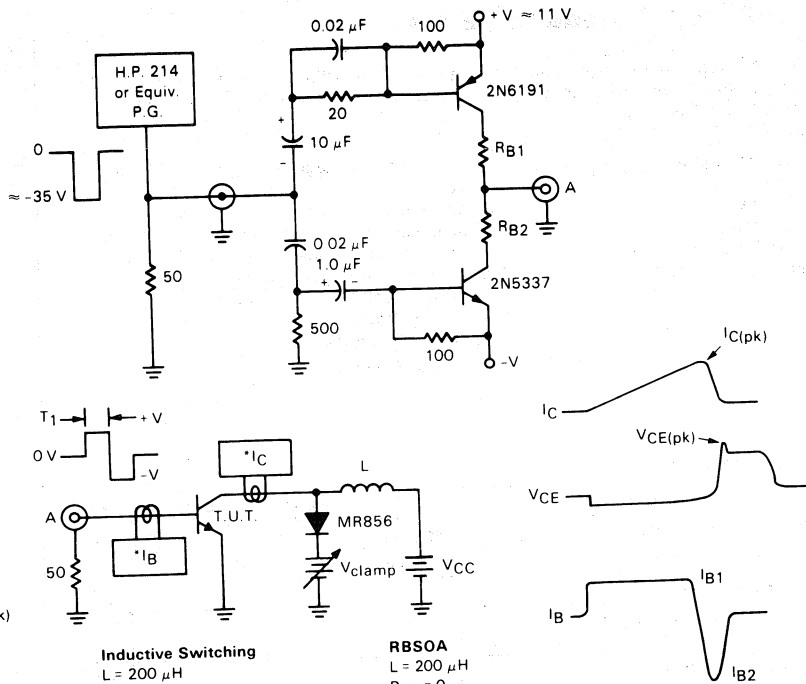 +V ≈ 11 V
0.02 μF
100
H.P. 214
or Equiv.
P.G.
2N6191
20
+
10 μF
-
RB1
0
≈ -35 V
A
RB2
0 02 μF
1.0 μF
+ -
2N5337
50
500
100
-V
IC(pk)
IC
T1
+V
0 V
-V
*IC
L
VCE(pk)
VCE
A
T.U.T.
MR856
*IB
50
Vclamp
VCC
IB1
IB
IB2
k)
Inductive Switching
L = 200 μH
RBSOA
L = 200 μH